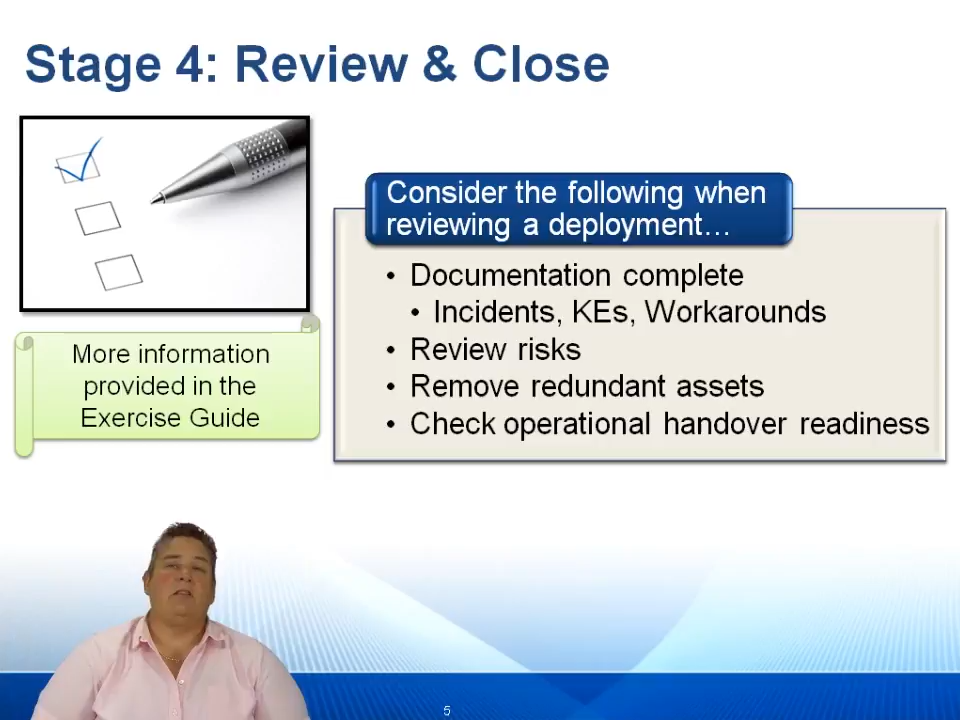 Stage 4: Review & Close
Consider the following when
reviewing a deployment…
• Documentation complete
• Incidents, KEs, Workarounds
• Review risks
• Remove redundant assets
• Check operational handover readiness
More information
provided in the
Exercise Guide
5